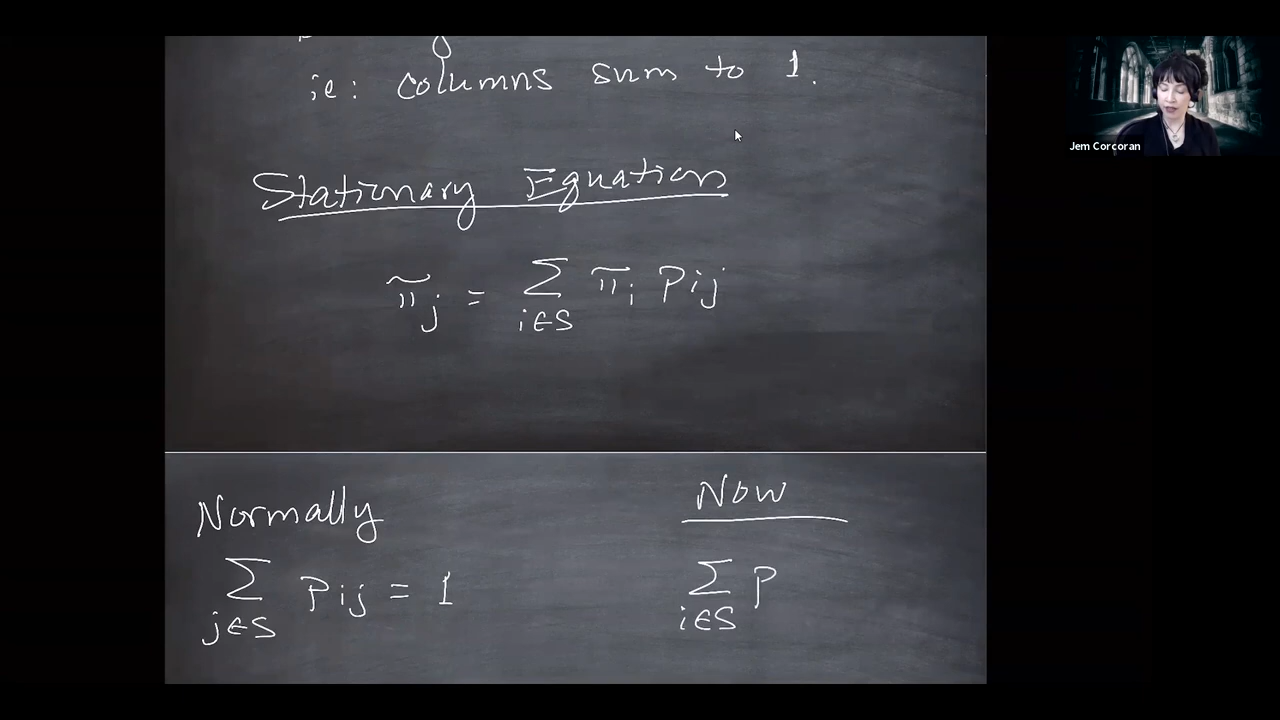 ie: columns sum to 1.
Stationary Equation
πj = Σ πi Pij
i∈S
Normally
Σ Pij = 1
j∈S
Now
Σ P
i∈S
Jem Corcoran